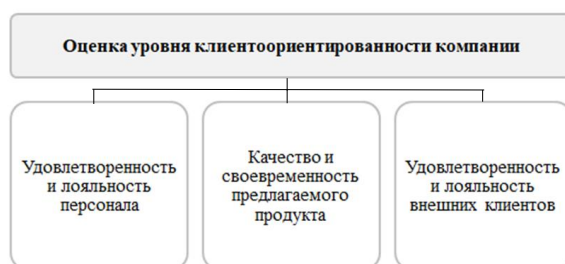 Оценка уровня клиентоориентированности компании
Удовлетворенность
и лояльность
персонала
Качество и
своевременность
предлагаемого
продукта
Удовлетворенность
и лояльность
внешних клиентов